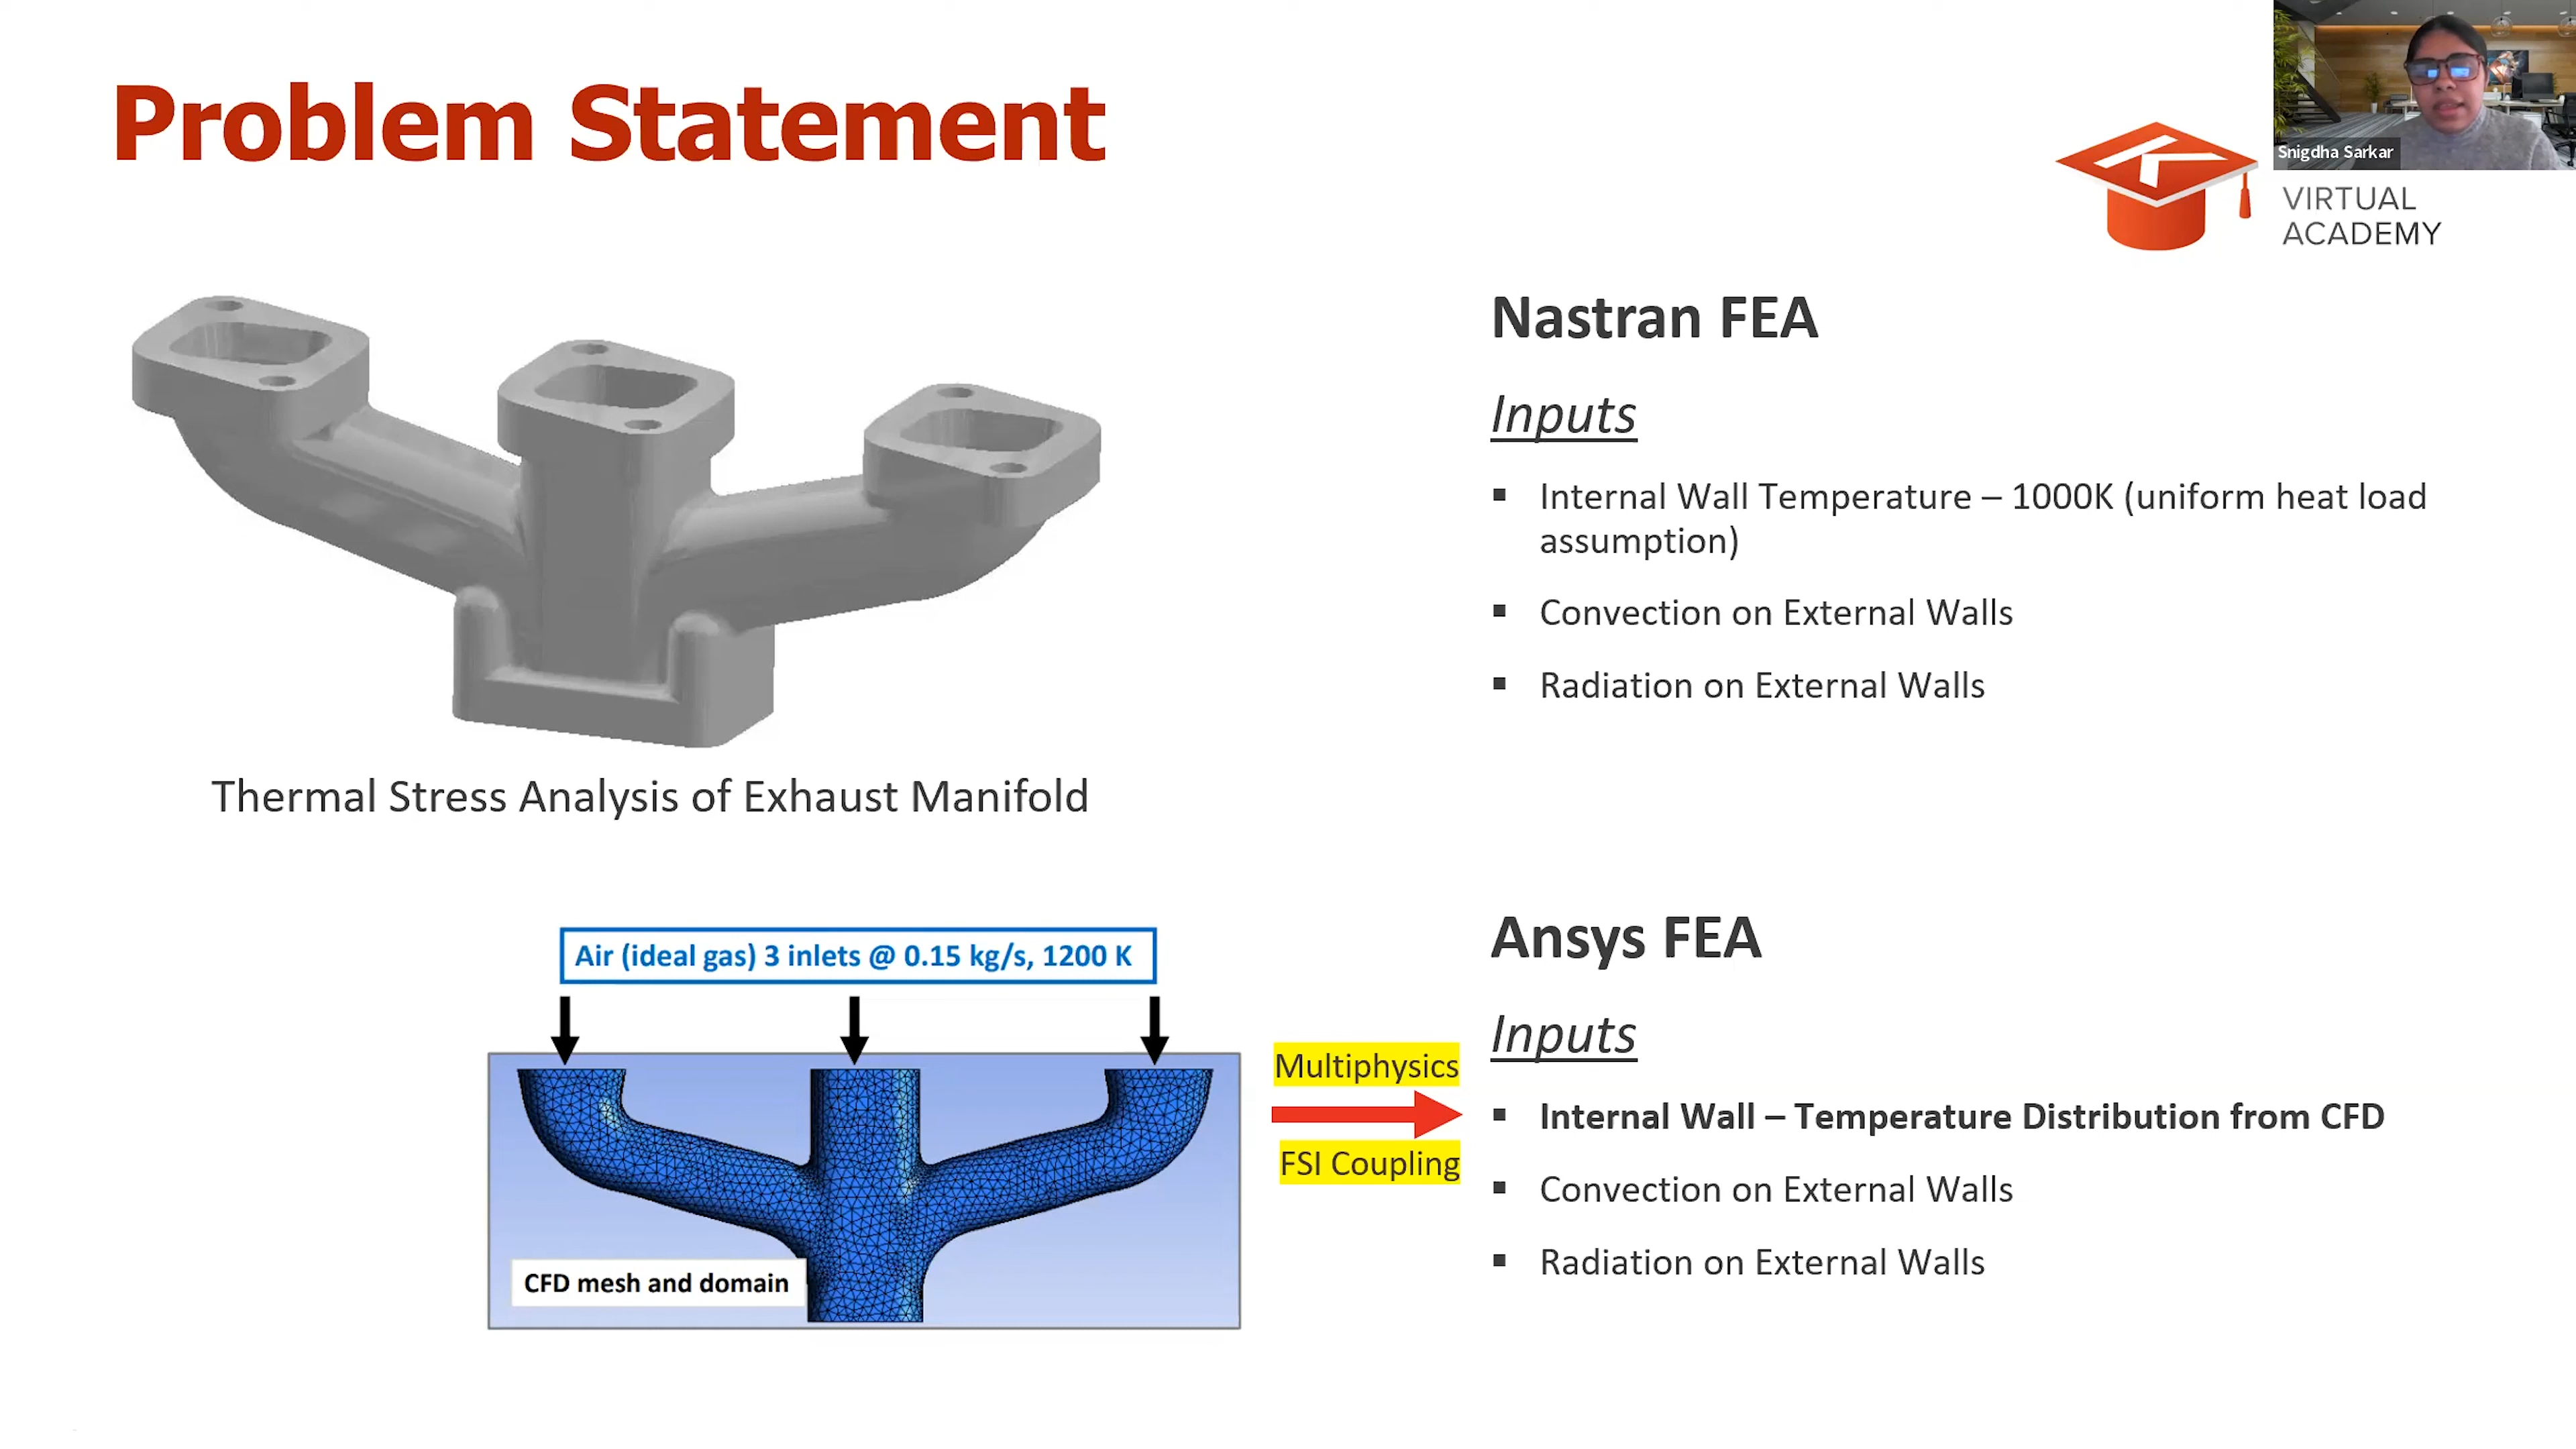 Problem Statement
Snigdha Sarkar
VIRTUAL
ACADEMY
Thermal Stress Analysis of Exhaust Manifold
Nastran FEA
Inputs
▪ Internal Wall Temperature – 1000K (uniform heat load
assumption)
▪ Convection on External Walls
▪ Radiation on External Walls
Air (ideal gas) 3 inlets @ 0.15 kg/s, 1200 K
CFD mesh and domain
Multiphysics
FSI Coupling
Ansys FEA
Inputs
▪ Internal Wall – Temperature Distribution from CFD
▪ Convection on External Walls
▪ Radiation on External Walls